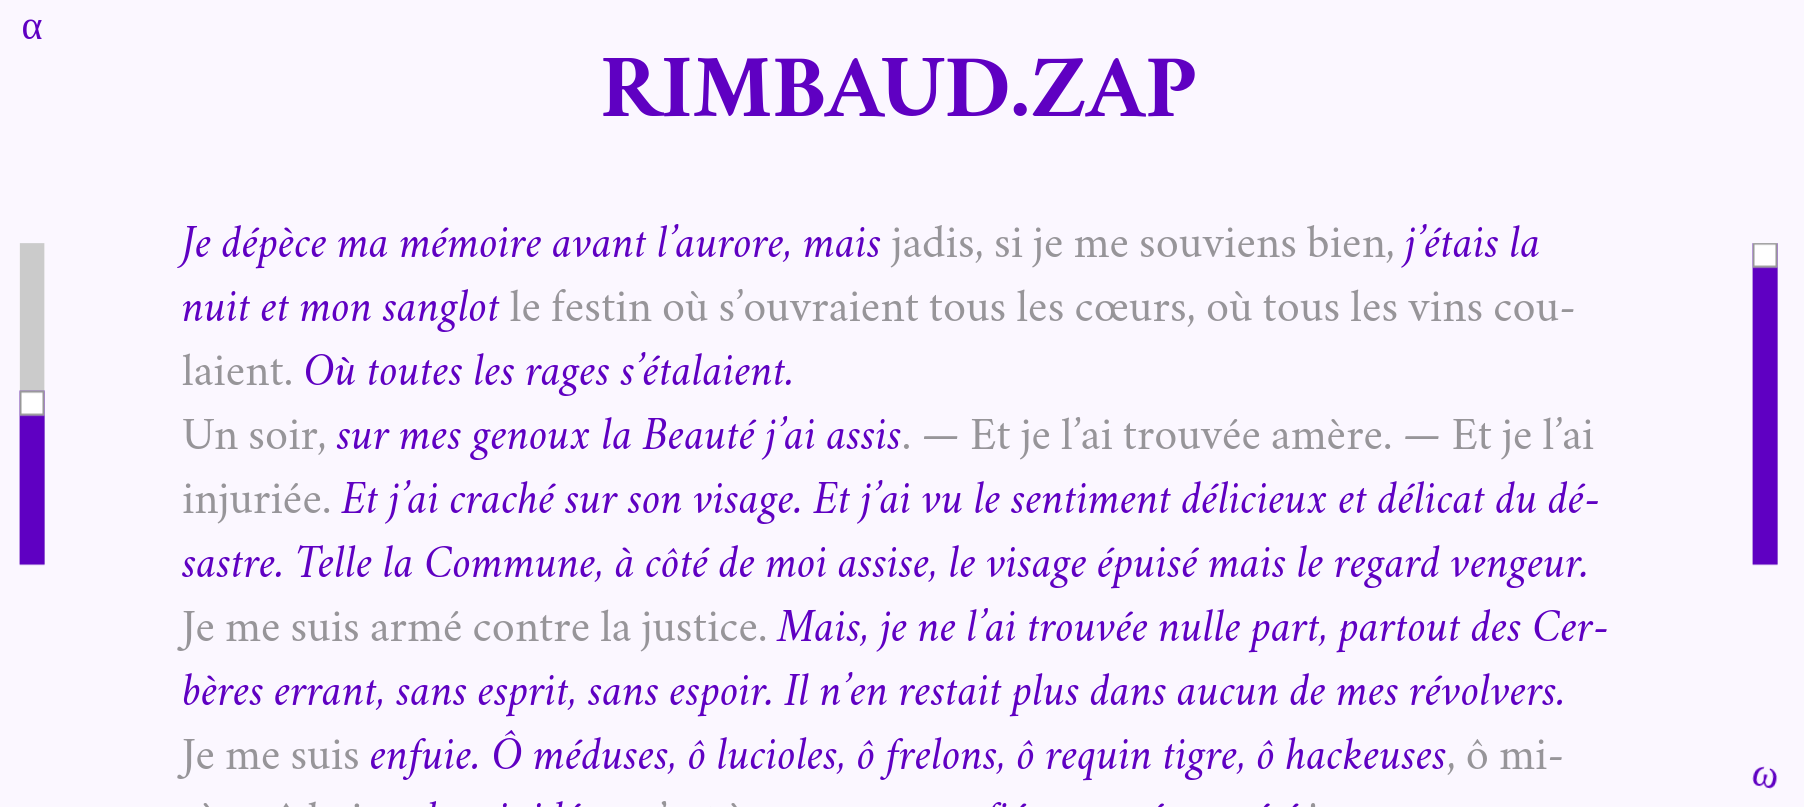 α
RIMBAUD.ZAP
Je dépèce ma mémoire avant l’aurore, mais jadis, si je me souviens bien, j’étais la
nuit et mon sanglot le festin où s’ouvraient tous les cœurs, où tous les vins cou-
laient. Où toutes les rages s’étalaient.
Un soir, sur mes genoux la Beauté j’ai assis. — Et je l’ai trouvée amère. — Et je l’ai
injuriée. Et j’ai craché sur son visage. Et j’ai vu le sentiment délicieux et délicat du dé-
sastre. Telle la Commune, à côté de moi assise, le visage épuisé mais le regard vengeur.
Je me suis armé contre la justice. Mais, je ne l’ai trouvée nulle part, partout des Cer-
bères errant, sans esprit, sans espoir. Il n’en restait plus dans aucun de mes révolvers.
Je me suis enfuie. Ô méduses, ô lucioles, ô frelons, ô requin tigre, ô hackeuses, ô mi-
ω